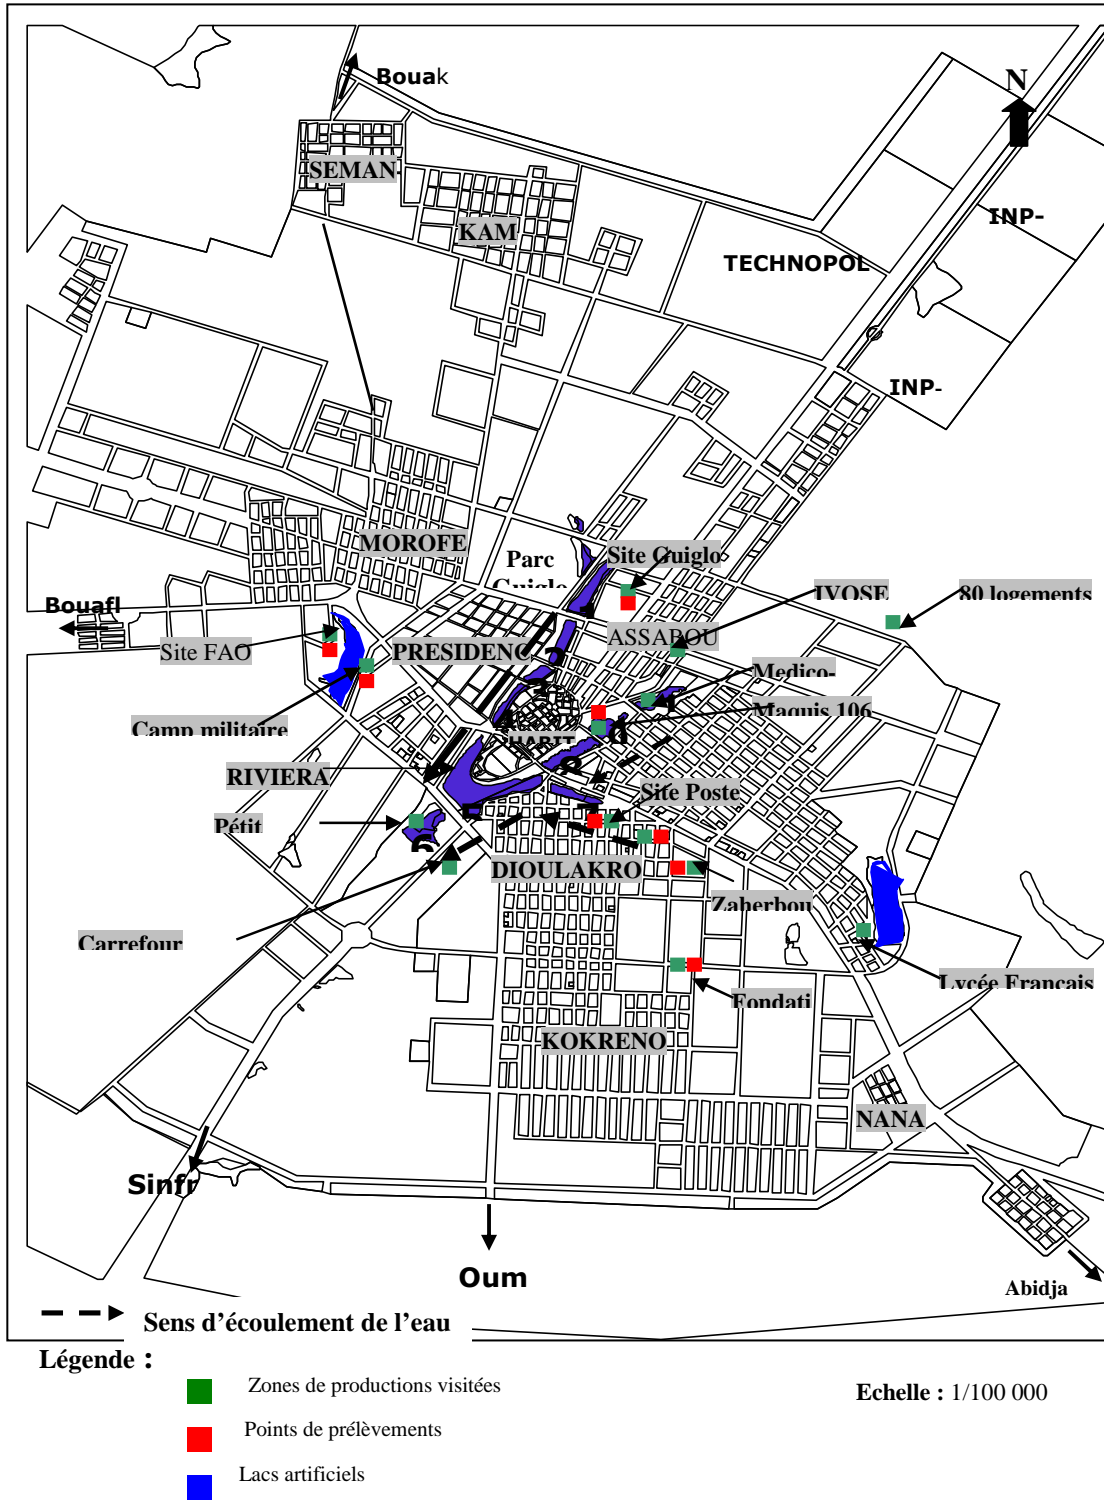 Bouak
N
SEMAN-
KAM
INP-
TECHNOPOL
INP-
MOROFE
Parc
Guiglo
Site Guiglo
IVOSE
80 logements
Bouafl
Site FAO
PRESIDENC
ASSABOU
Medico-
Maquis 106
Camp militaire
HABIT
RIVIERA
Site Poste
Pétit
DIOULAKRO
Zaherbou
Carrefour
Lycée Français
Fondati
KOKRENO
NANA
Sinfr
Oum
Abidja
Sens d'écoulement de l'eau
Légende :
Zones de productions visitées
Echelle : 1/100 000
Points de prélèvements
Lacs artificiels